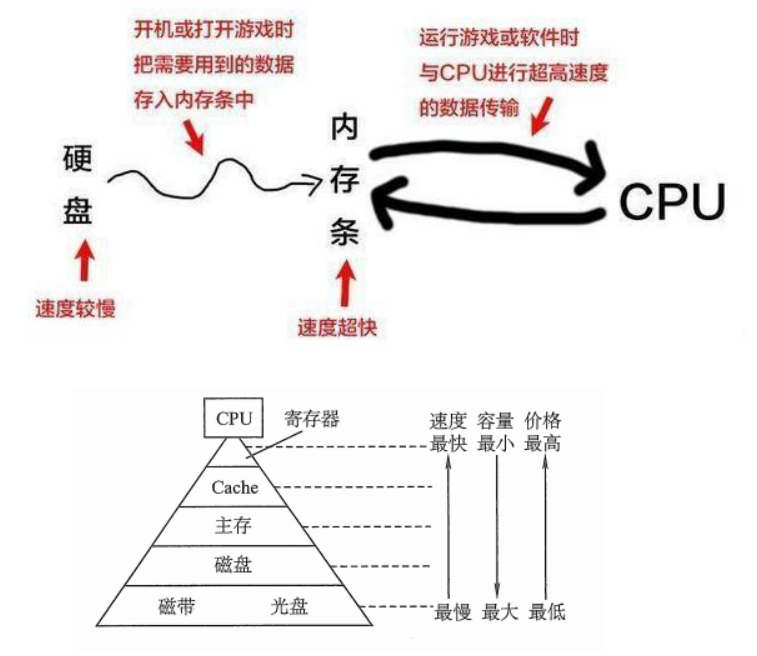 开机或打开游戏时
把需要用到的数据
存入内存条中
运行游戏或软件时
与CPU进行超高速度
的数据传输
硬盘
内存条
CPU
速度较慢
速度超快
CPU
寄存器
速度 容量 价格
最快 最小 最高
Cache
主存
磁盘
磁带 光盘
最慢 最大 最低